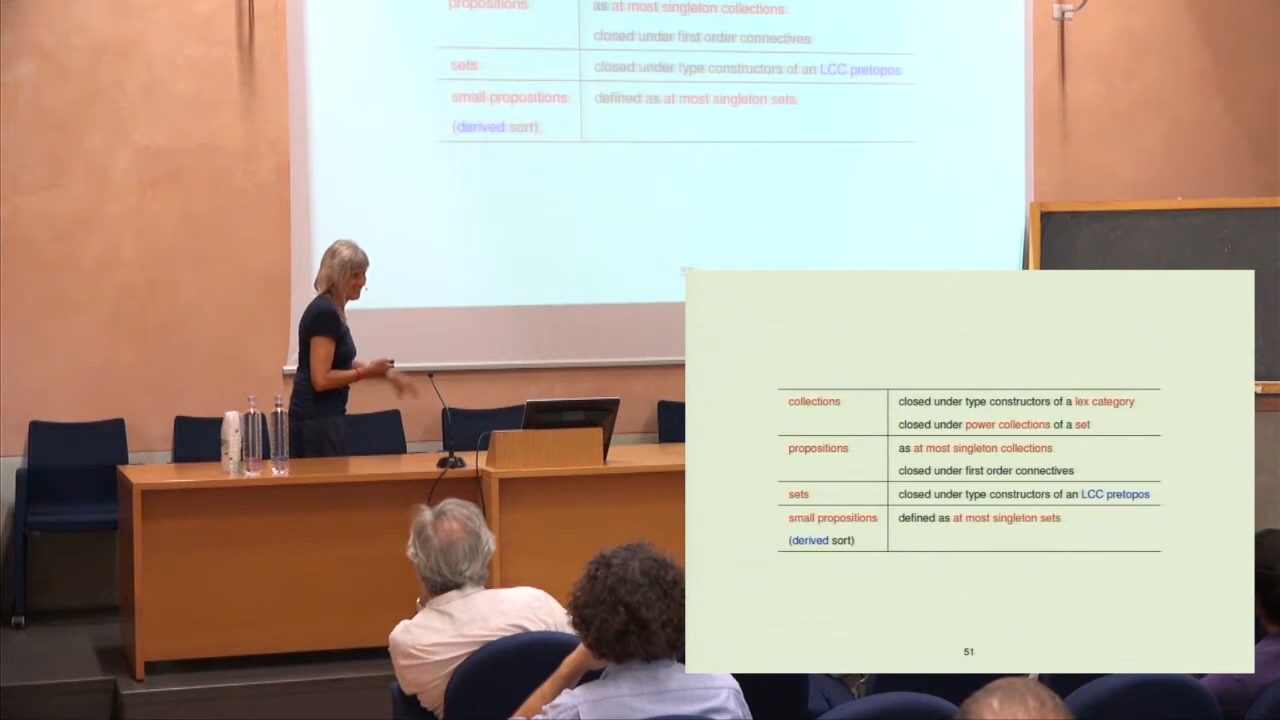 propositions as at most singleton collections
closed under first order connectives
sets closed under type constructors of an LCC pretopos
small propositions defined as at most singleton sets
(derived sort)
collections closed under type constructors of a lex category
closed under power collections of a set
propositions as at most singleton collections
closed under first order connectives
sets closed under type constructors of an LCC pretopos
small propositions defined as at most singleton sets
(derived sort)
51